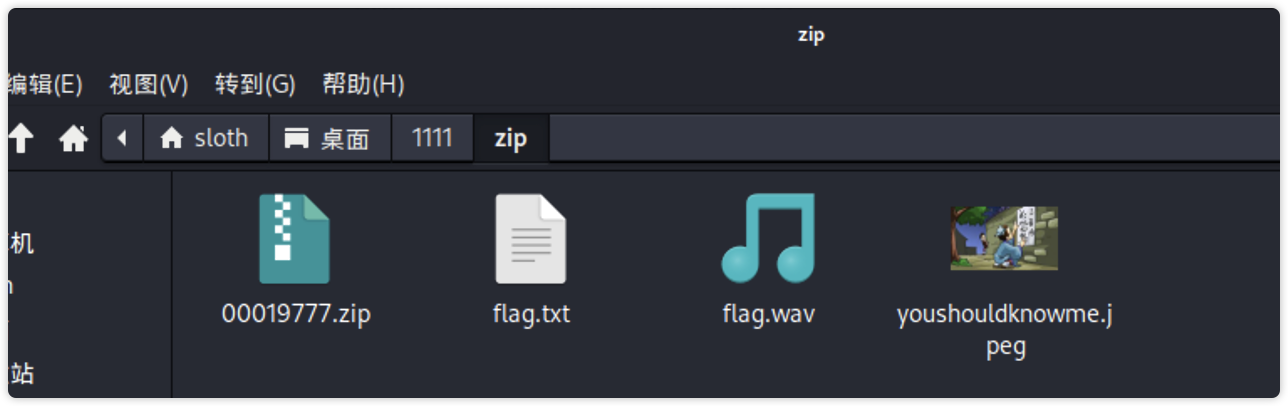 zip
编辑(E) 视图(V) 转到(G) 帮助(H)
sloth 桌面 1111 zip
机
站
00019777.zip flag.txt flag.wav youshouldknowme.j
peg